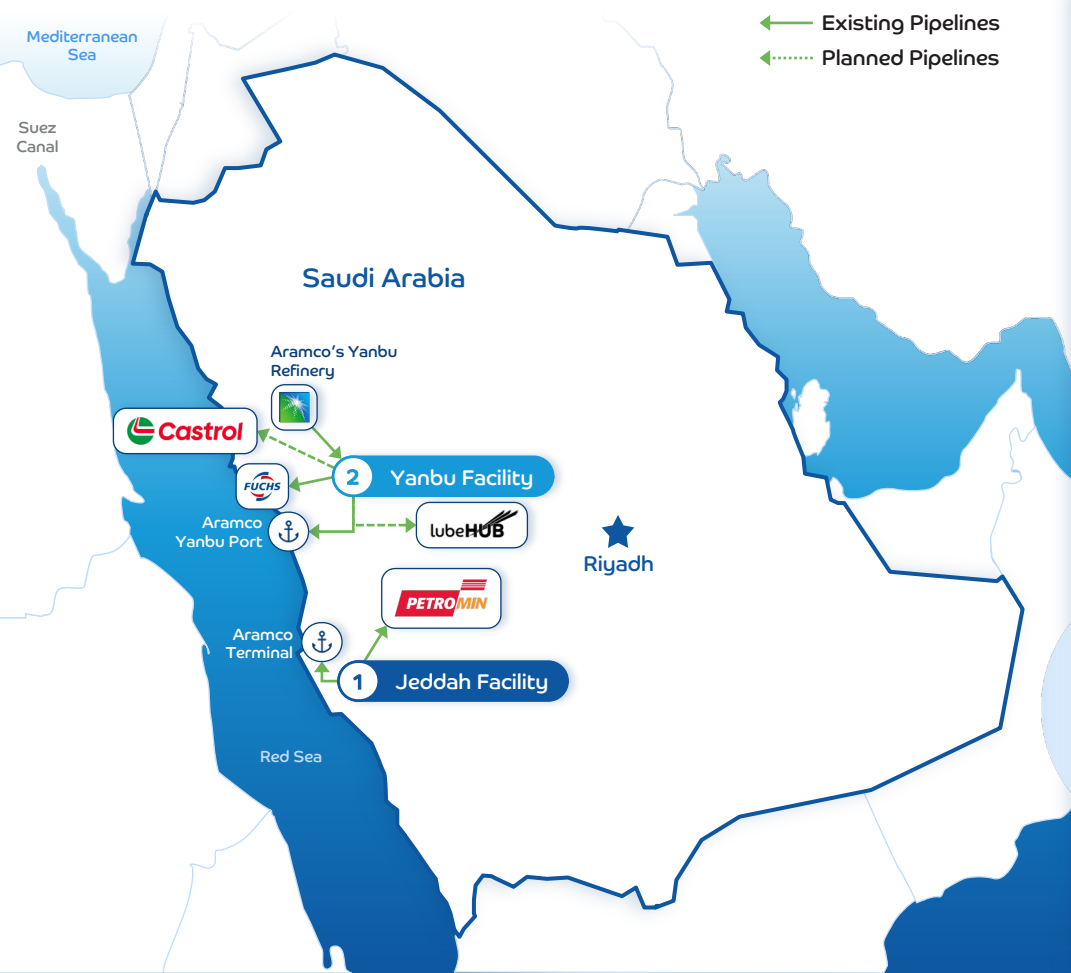 Existing Pipelines
Planned Pipelines
Mediterranean
Sea
Suez
Canal
Saudi Arabia
Aramco's Yanbu
Refinery
Castrol
2
Yanbu Facility
FUCHS
lubeHUB
Aramco
Yanbu Port
Riyadh
PETROMIN
Aramco
Terminal
1
Jeddah Facility
Red Sea